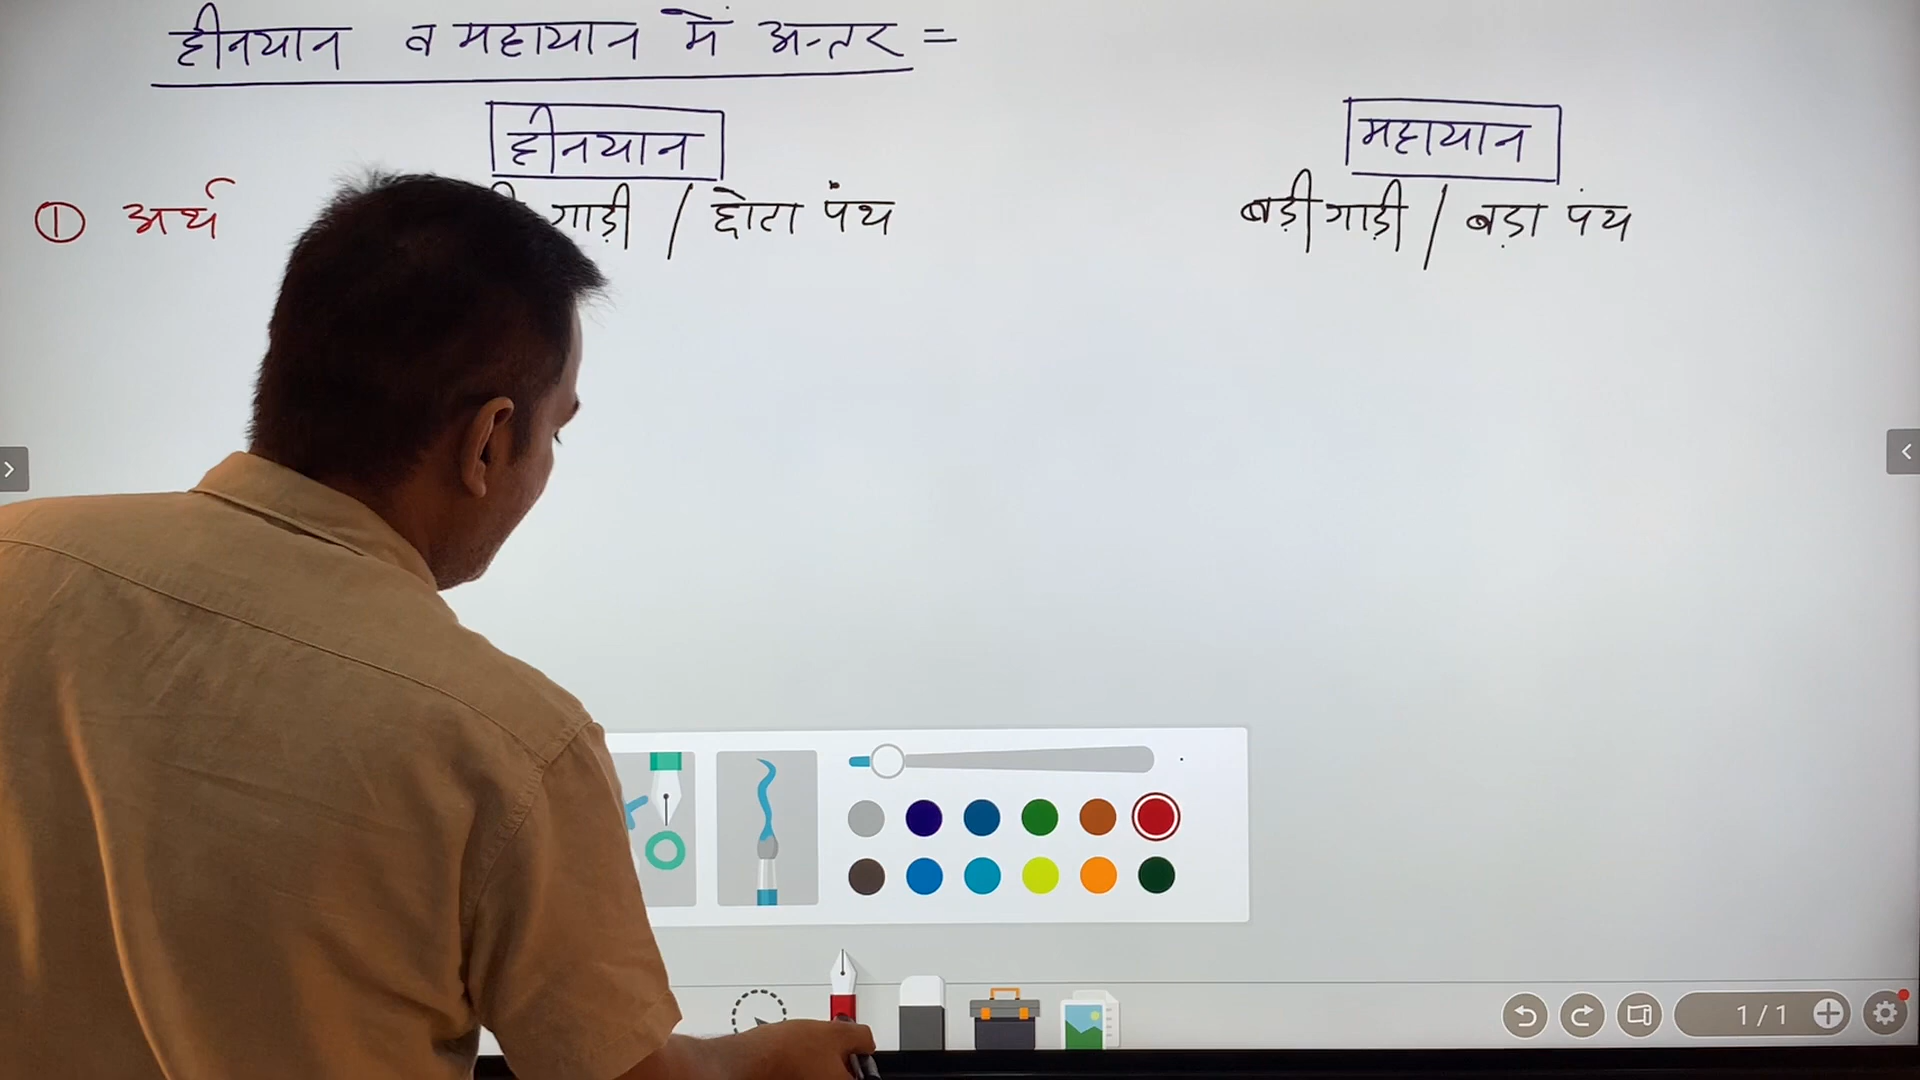 हीनयान व महायान में अन्तर =
हीनयान
महायान
① अर्थ
गाड़ी / छोटा पंथ
बड़ी गाड़ी / बड़ा पंथ
1/1